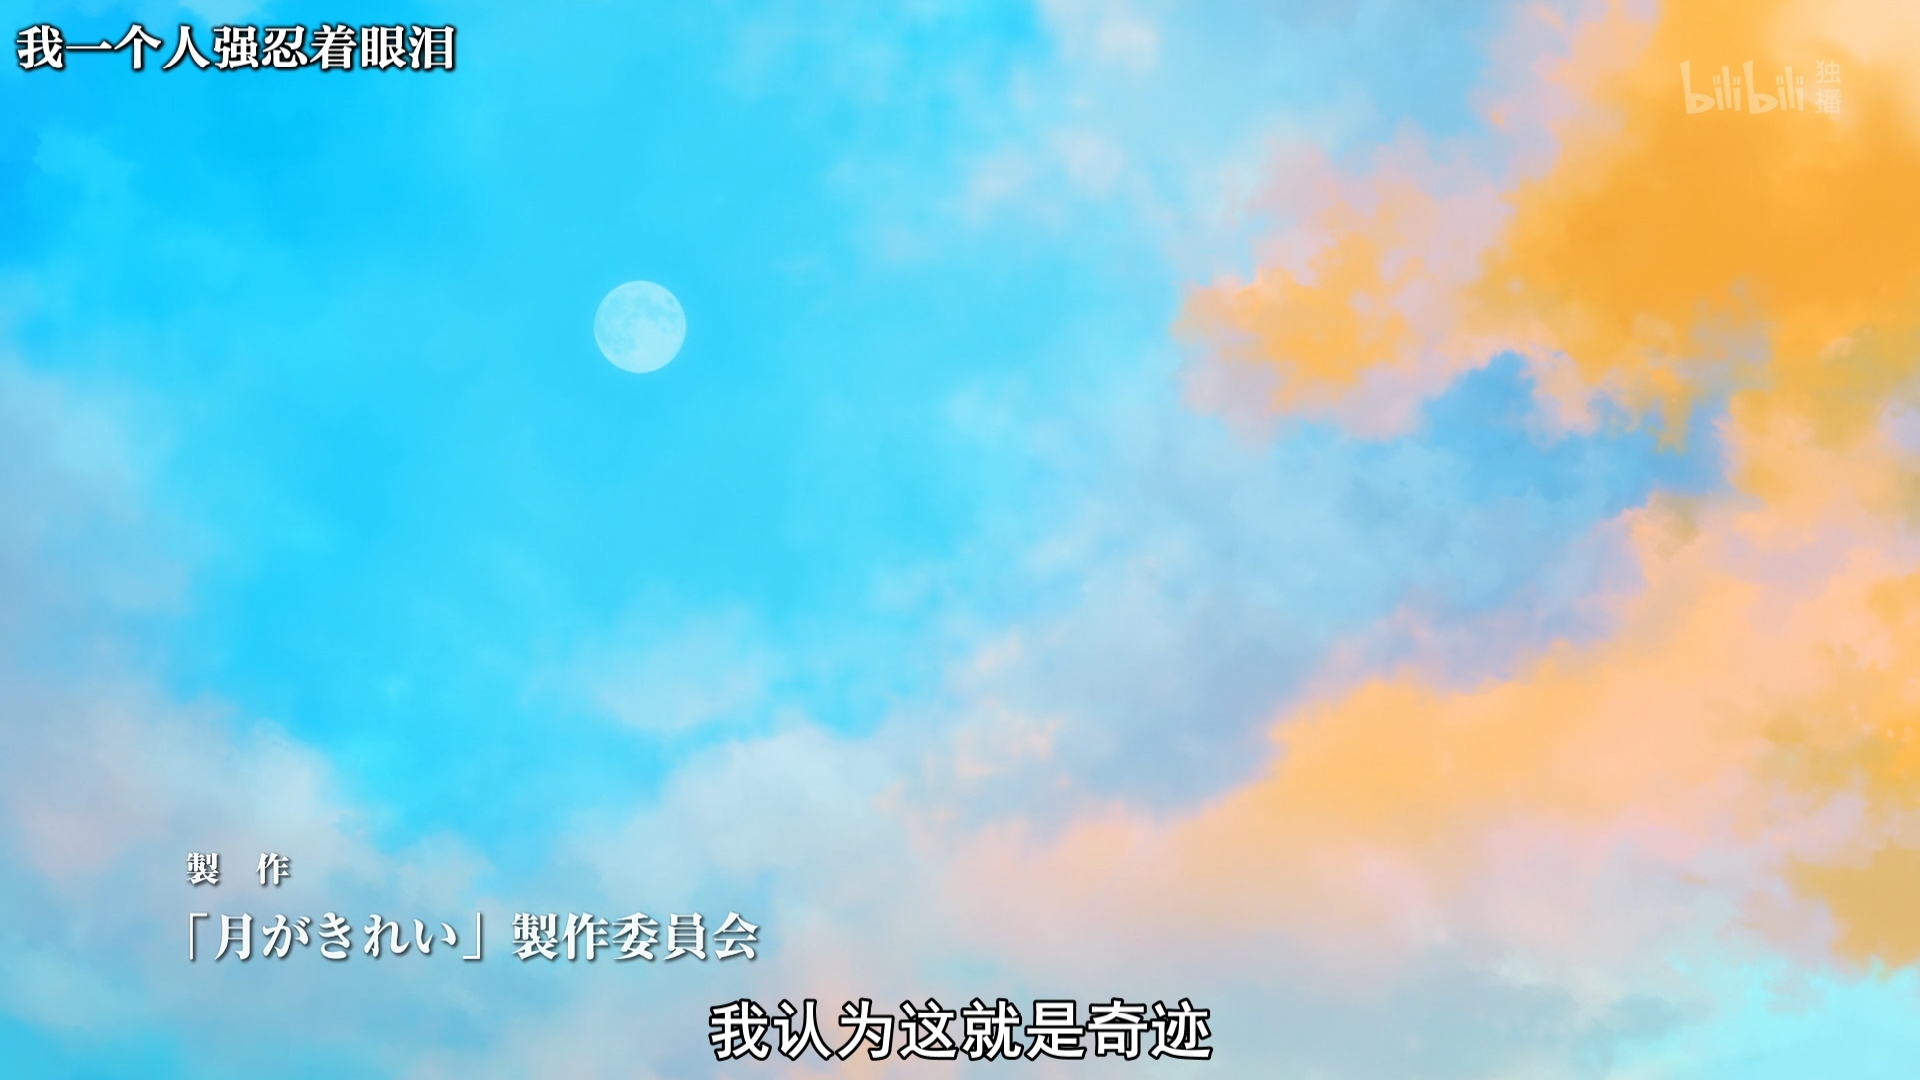 我一个人强忍着眼泪
bilibili 独播
製 作
「月がきれい」製作委員会
我认为这就是奇迹